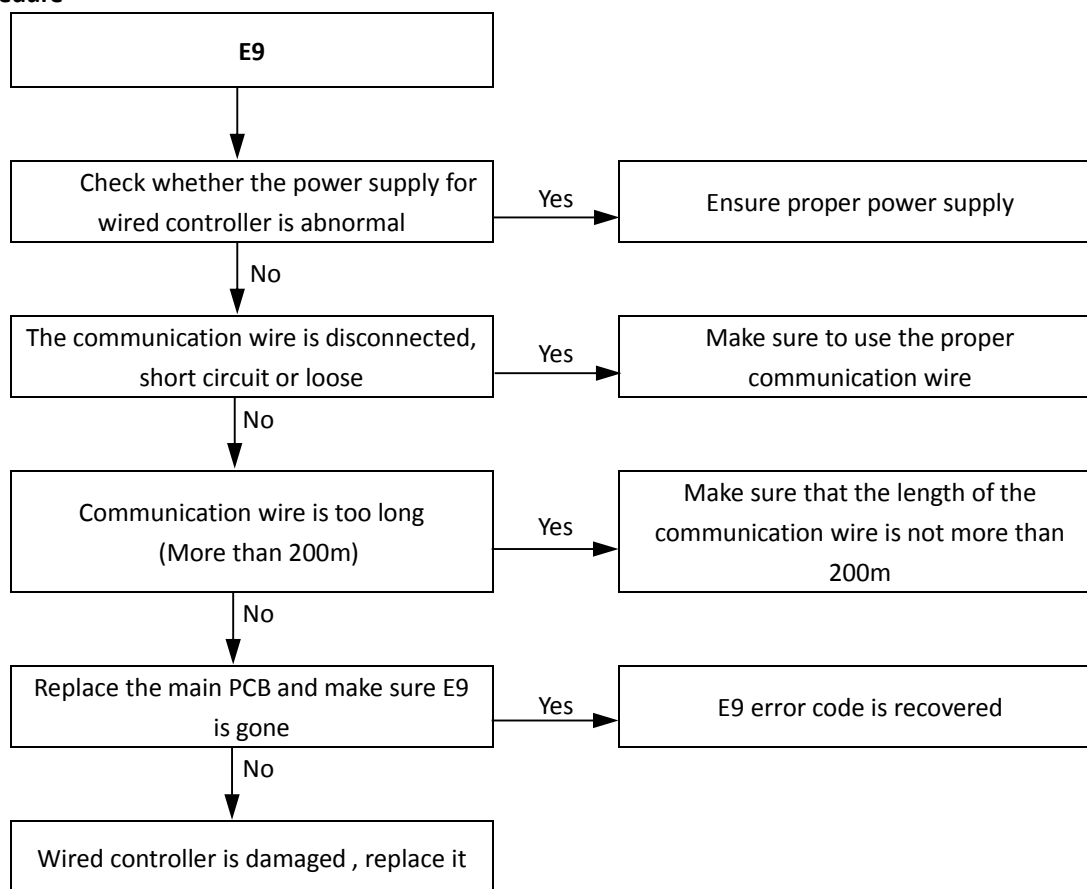 E9
Check whether the power supply for
wired controller is abnormal
Yes
Ensure proper power supply
No
The communication wire is disconnected,
short circuit or loose
Yes
Make sure to use the proper
communication wire
No
Communication wire is too long
(More than 200m)
Yes
Make sure that the length of the
communication wire is not more than
200m
No
Replace the main PCB and make sure E9
is gone
Yes
E9 error code is recovered
No
Wired controller is damaged , replace it